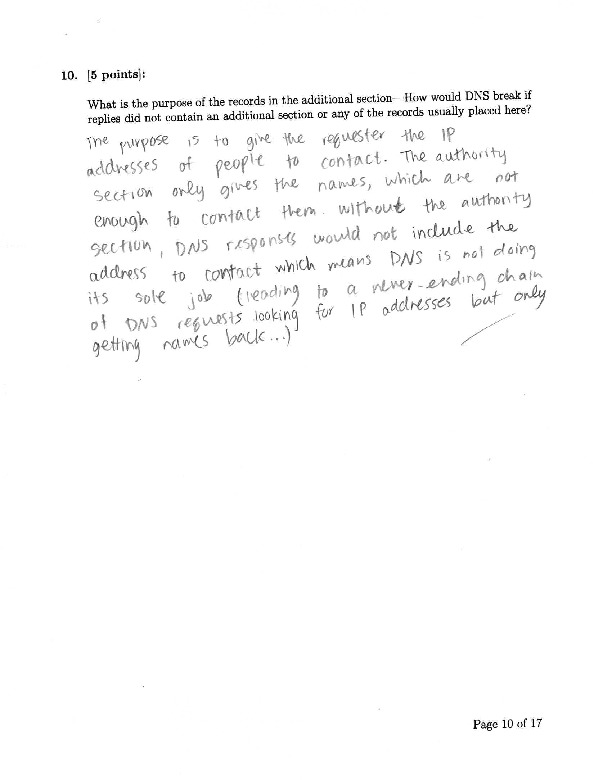 10. [5 points]:
What is the purpose of the records in the additional section– How would DNS break if
replies did not contain an additional section or any of the records usually placed here?
The purpose is to give the requester the IP
addresses of people to contact. The authority
section only gives the names, which are not
enough to contact them. without the authority
section, DNS responses would not include the
address to contact which means DNS is not doing
its sole job (leading to a never-ending chain
of DNS requests looking for IP addresses but only
getting names back...)
Page 10 of 17